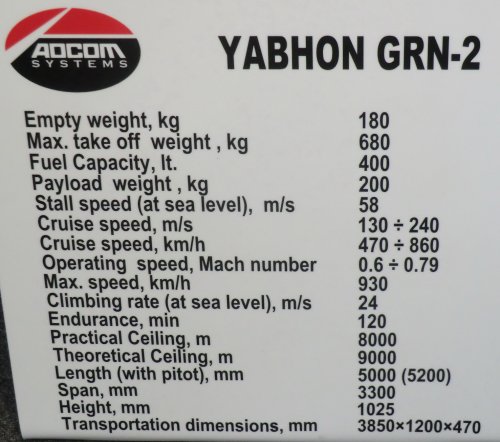 ADCOM
SYSTEMS
YABHON GRN-2
Empty weight, kg 180
Max. take off weight , kg 680
Fuel Capacity, lt. 400
Payload weight , kg 200
Stall speed (at sea level), m/s 58
Cruise speed, m/s 130 ÷ 240
Cruise speed, km/h 470 ÷ 860
Operating speed, Mach number 0.6 ÷ 0.79
Max. speed, km/h 930
Climbing rate (at sea level), m/s 24
Endurance, min 120
Practical Ceiling, m 8000
Theoretical Ceiling, m 9000
Length (with pitot), mm 5000 (5200)
Span, mm 3300
Height, mm 1025
Transportation dimensions, mm 3850×1200×470